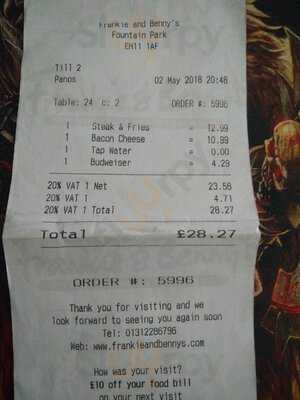 Frankie and Benny's
Fountain Park
EH11 1AF
Till 2
Panos 02 May 2018 20:46
Table: 24 c: 2 ORDER #: 5996
1 Steak & Fries = 12.99
1 Bacon Cheese = 10.99
1 Tap Water = 0.00
1 Budweiser = 4.29
20% VAT 1 Net 23.56
20% VAT 1 4.71
20% VAT 1 Total 28.27
Total £28.27
ORDER #: 5996
Thank you for visiting and we
look forward to seeing you again soon
Tel: 01312286796
Web: www.frankieandbennys.com
How was your visit?
£10 off your food bill
on your next visit